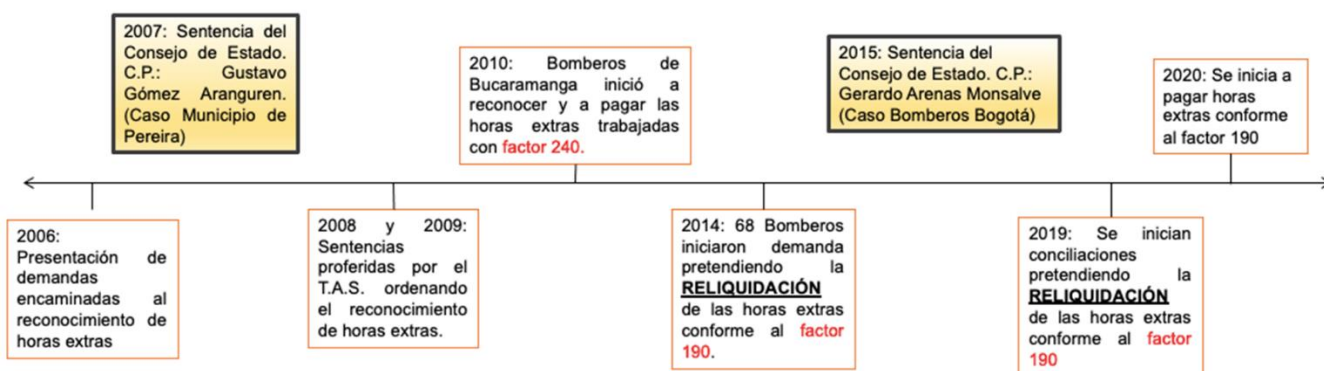 2007: Sentencia del
Consejo de Estado.
C.P.: Gustavo
Gómez Aranguren.
(Caso Municipio de
Pereira)
2010: Bomberos de
Bucaramanga inició a
reconocer y a pagar las
horas extras trabajadas
con factor 240.
2015: Sentencia del
Consejo de Estado. C.P.:
Gerardo Arenas Monsalve
(Caso Bomberos Bogotá)
2020: Se inicia a
pagar horas
extras conforme
al factor 190
2006:
Presentación de
demandas
encaminadas al
reconocimiento de
horas extras
2008 y 2009:
Sentencias
proferidas por el
T.A.S. ordenando
el reconocimiento
de horas extras.
2014: 68 Bomberos
iniciaron demanda
pretendiendo la
RELIQUIDACIÓN
de las horas extras
conforme al factor
190.
2019: Se inician
conciliaciones
pretendiendo la
RELIQUIDACIÓN
de las horas extras
conforme al factor
190